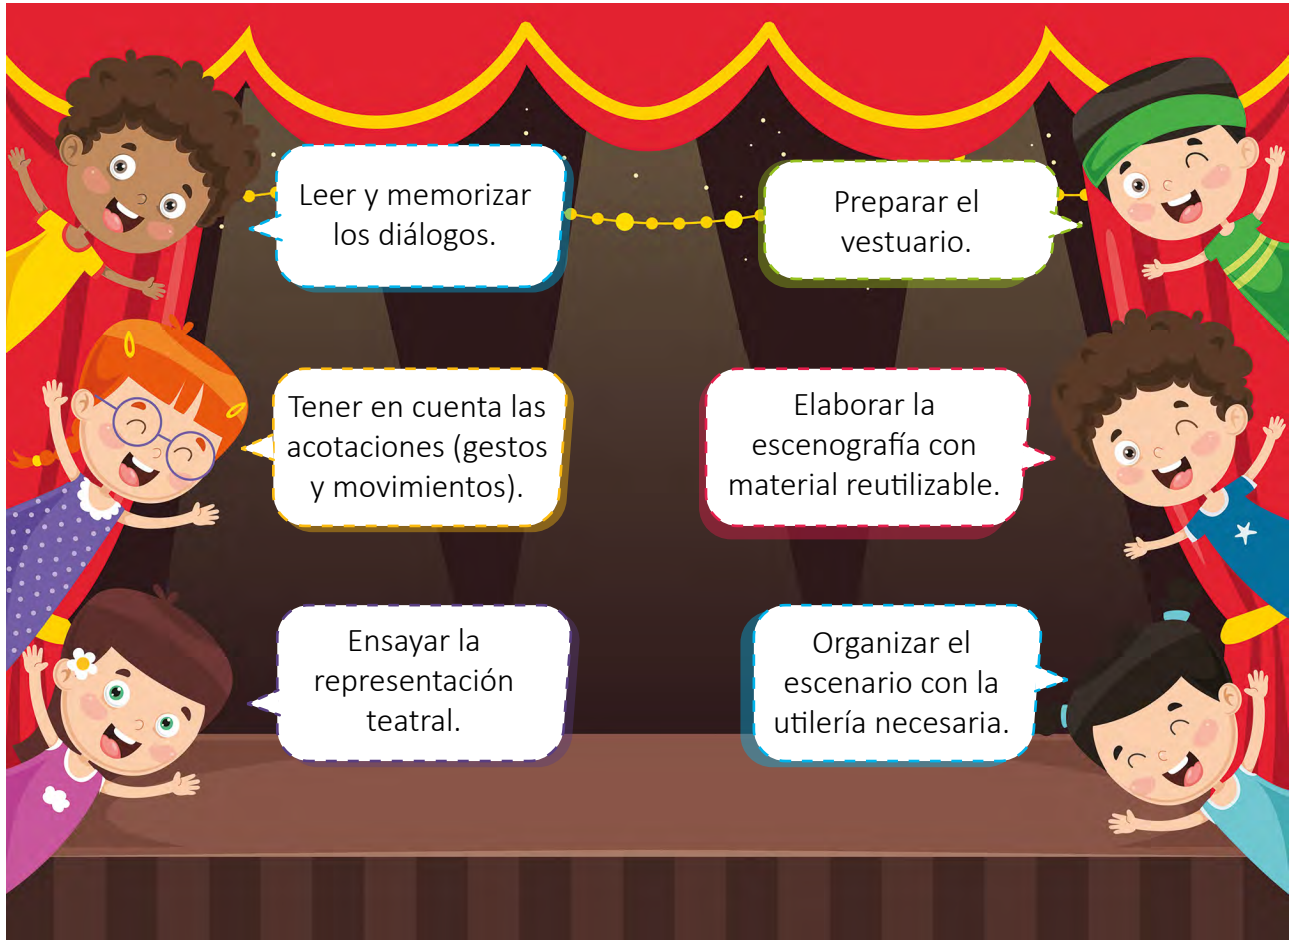 Leer y memorizar
los diálogos.
Preparar el
vestuario.
Tener en cuenta las
acotaciones (gestos
y movimientos).
Elaborar la
escenografía con
material reutilizable.
Ensayar la
representación
teatral.
Organizar el
escenario con la
utilería necesaria.